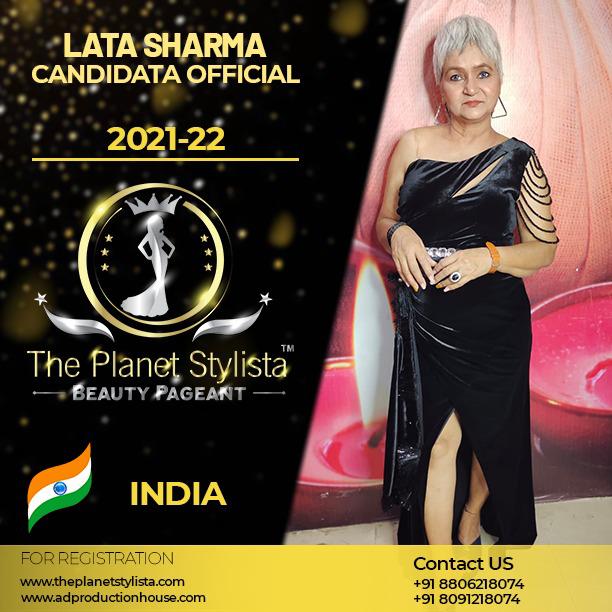 LATA SHARMA
CANDIDATA OFFICIAL
2021-22
The Planet Stylista™
BEAUTY PAGEANT
INDIA
FOR REGISTRATION
www.theplanetstylista.com
www.adproductionhouse.com
Contact US
+91 8806218074
+91 8091218074